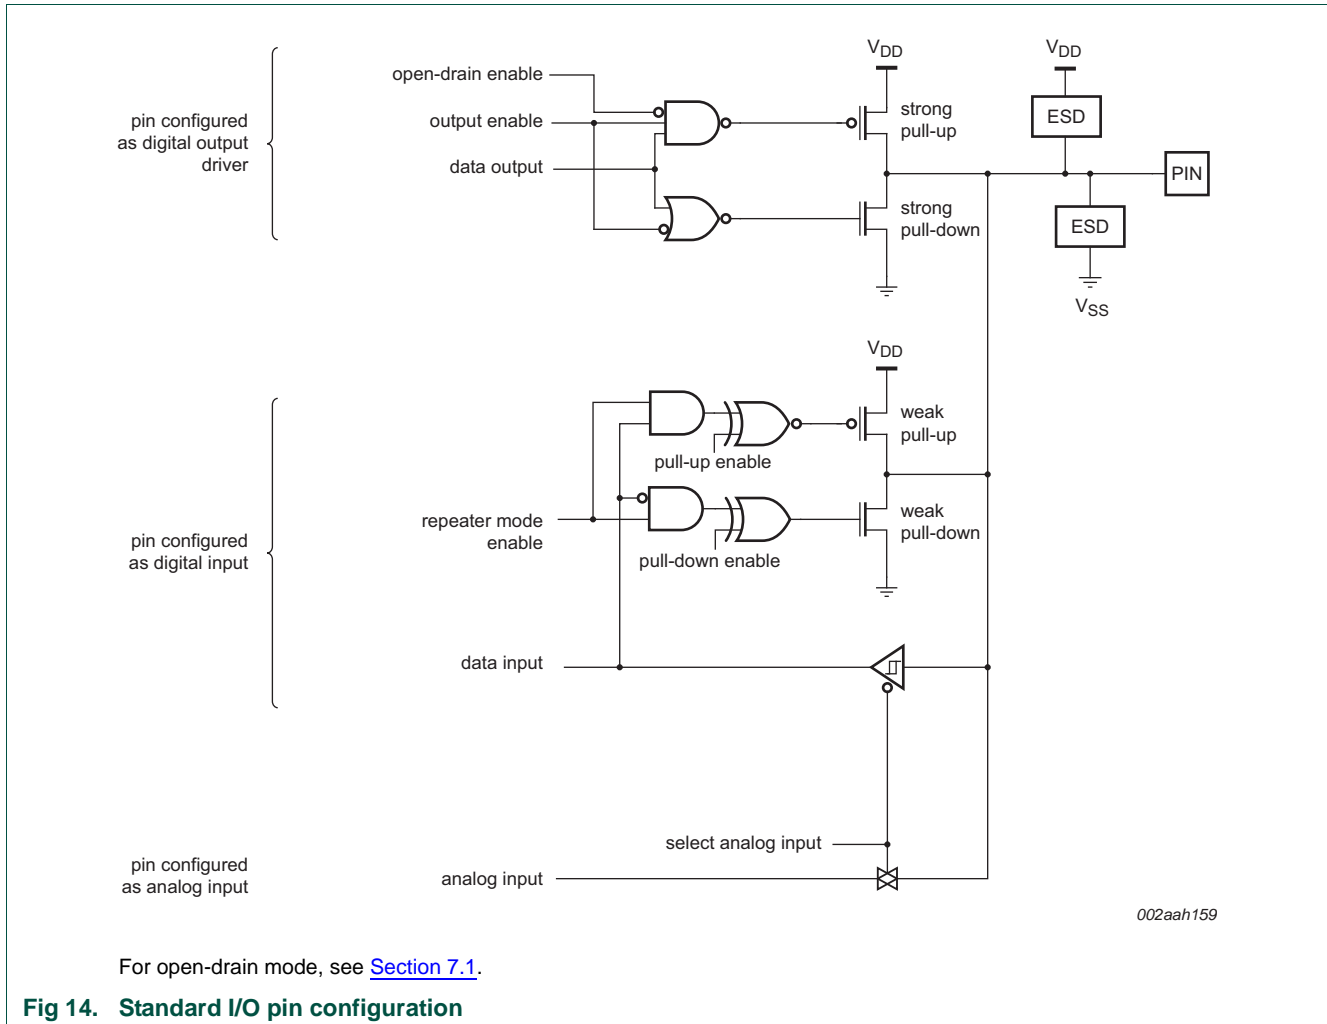 VDD
VDD
open-drain enable
pin configured
as digital output
driver
output enable
strong
pull-up
ESD
data output
PIN
strong
pull-down
ESD
VSS
VDD
weak
pull-up
pull-up enable
pin configured
as digital input
repeater mode
enable
weak
pull-down
pull-down enable
data input
select analog input
pin configured
as analog input
analog input
002aah159
For open-drain mode, see Section 7.1.
Fig 14. Standard I/O pin configuration